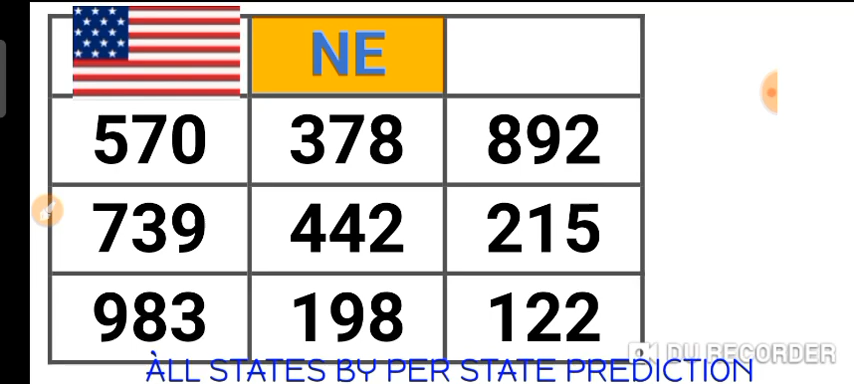 NE
570 378 892
739 442 215
983 198 122
DU RECORDER
ÀLL STATES BY PER STATE PREDICTION